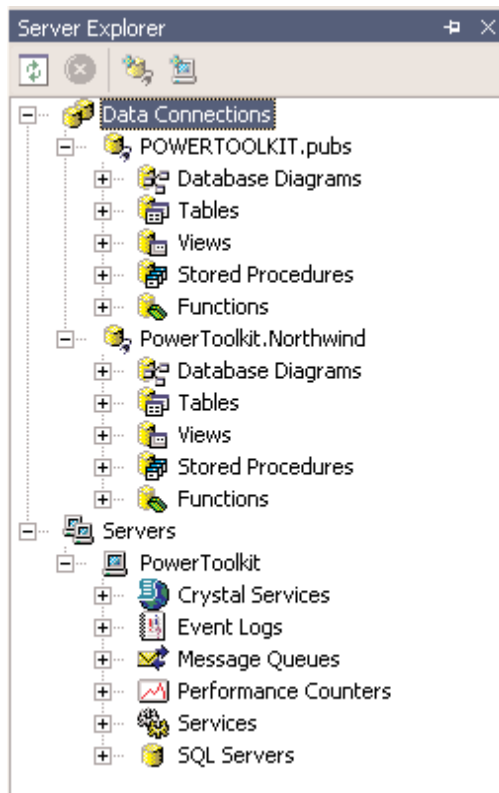 Server Explorer
Data Connections
POWERTOOLKIT.pubs
Database Diagrams
Tables
Views
Stored Procedures
Functions
PowerToolkit.Northwind
Database Diagrams
Tables
Views
Stored Procedures
Functions
Servers
PowerToolkit
Crystal Services
Event Logs
Message Queues
Performance Counters
Services
SQL Servers